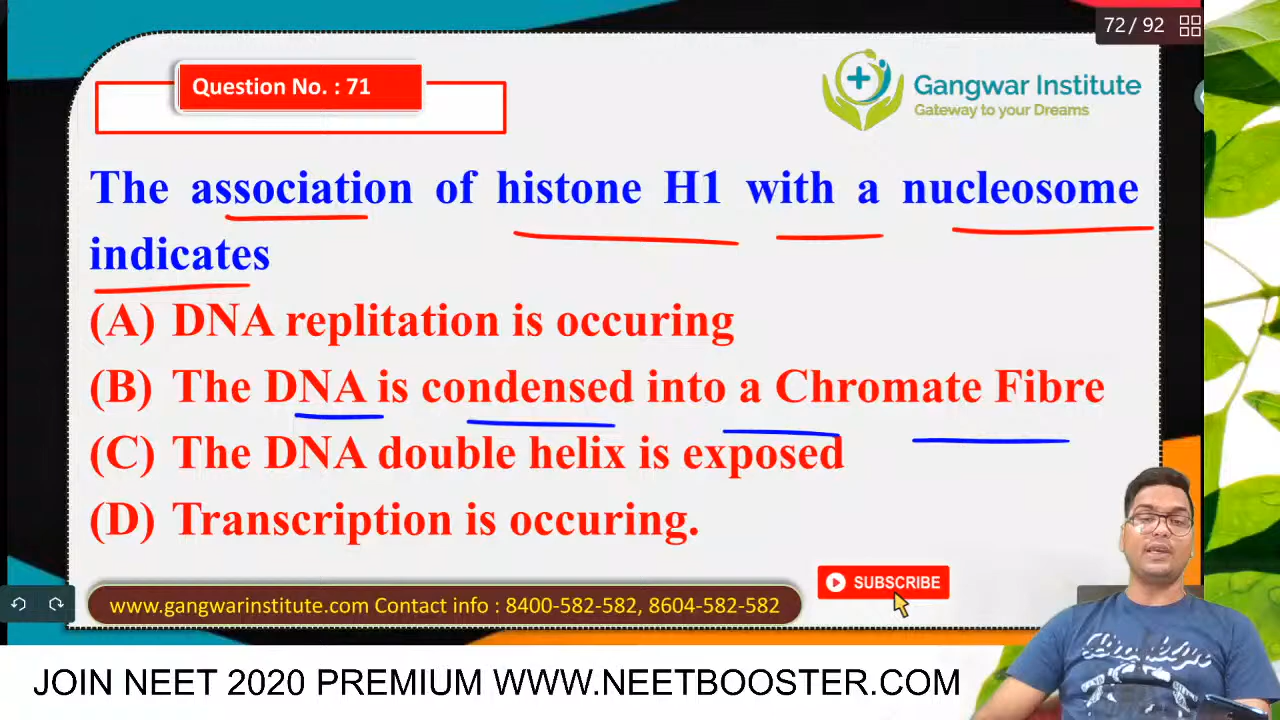 72 / 92
Question No. : 71
Gangwar Institute
Gateway to your Dreams
The association of histone H1 with a nucleosome
indicates
(A) DNA replitation is occuring
(B) The DNA is condensed into a Chromate Fibre
(C) The DNA double helix is exposed
(D) Transcription is occuring.
SUBSCRIBE
www.gangwarinstitute.com Contact info : 8400-582-582, 8604-582-582
Brooklyn
JOIN NEET 2020 PREMIUM WWW.NEETBOOSTER.COM